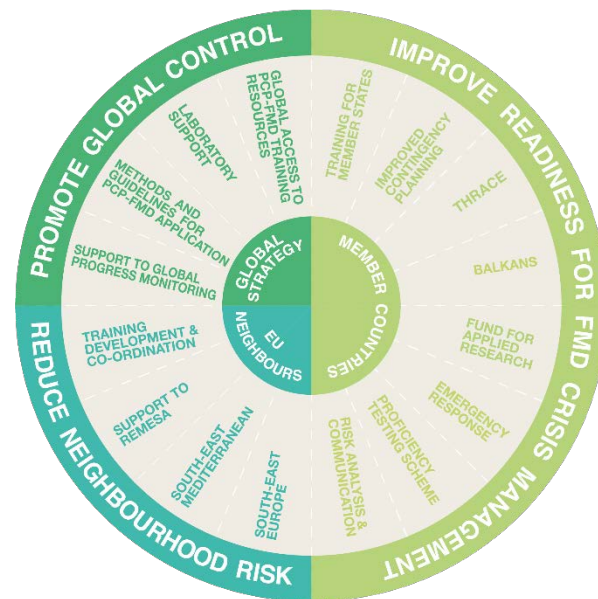 PROMOTE GLOBAL CONTROL
IMPROVE READINESS FOR FMD CRISIS MANAGEMENT
REDUCE NEIGHBOURHOOD RISK
GLOBAL
STRATEGY
MEMBER COUNTRIES
EU
NEIGHBOURS
SUPPORT TO GLOBAL
PROGRESS MONITORING
METHODS AND
GUIDELINES FOR
PCP-FMD APPLICATION
LABORATORY
SUPPORT
GLOBAL ACCESS TO
PCP-FMD TRAINING
RESOURCES
TRAINING FOR
MEMBER STATES
IMPROVED
CONTINGENCY
PLANNING
THRACE
BALKANS
FUND FOR
APPLIED
RESEARCH
EMERGENCY
RESPONSE
PROFICIENCY
TESTING SCHEME
RISK ANALYSIS &
COMMUNICATION
SOUTH-EAST
EUROPE
SOUTH-EAST
MEDITERRANEAN
SUPPORT TO
REMESA
TRAINING
DEVELOPMENT &
CO-ORDINATION